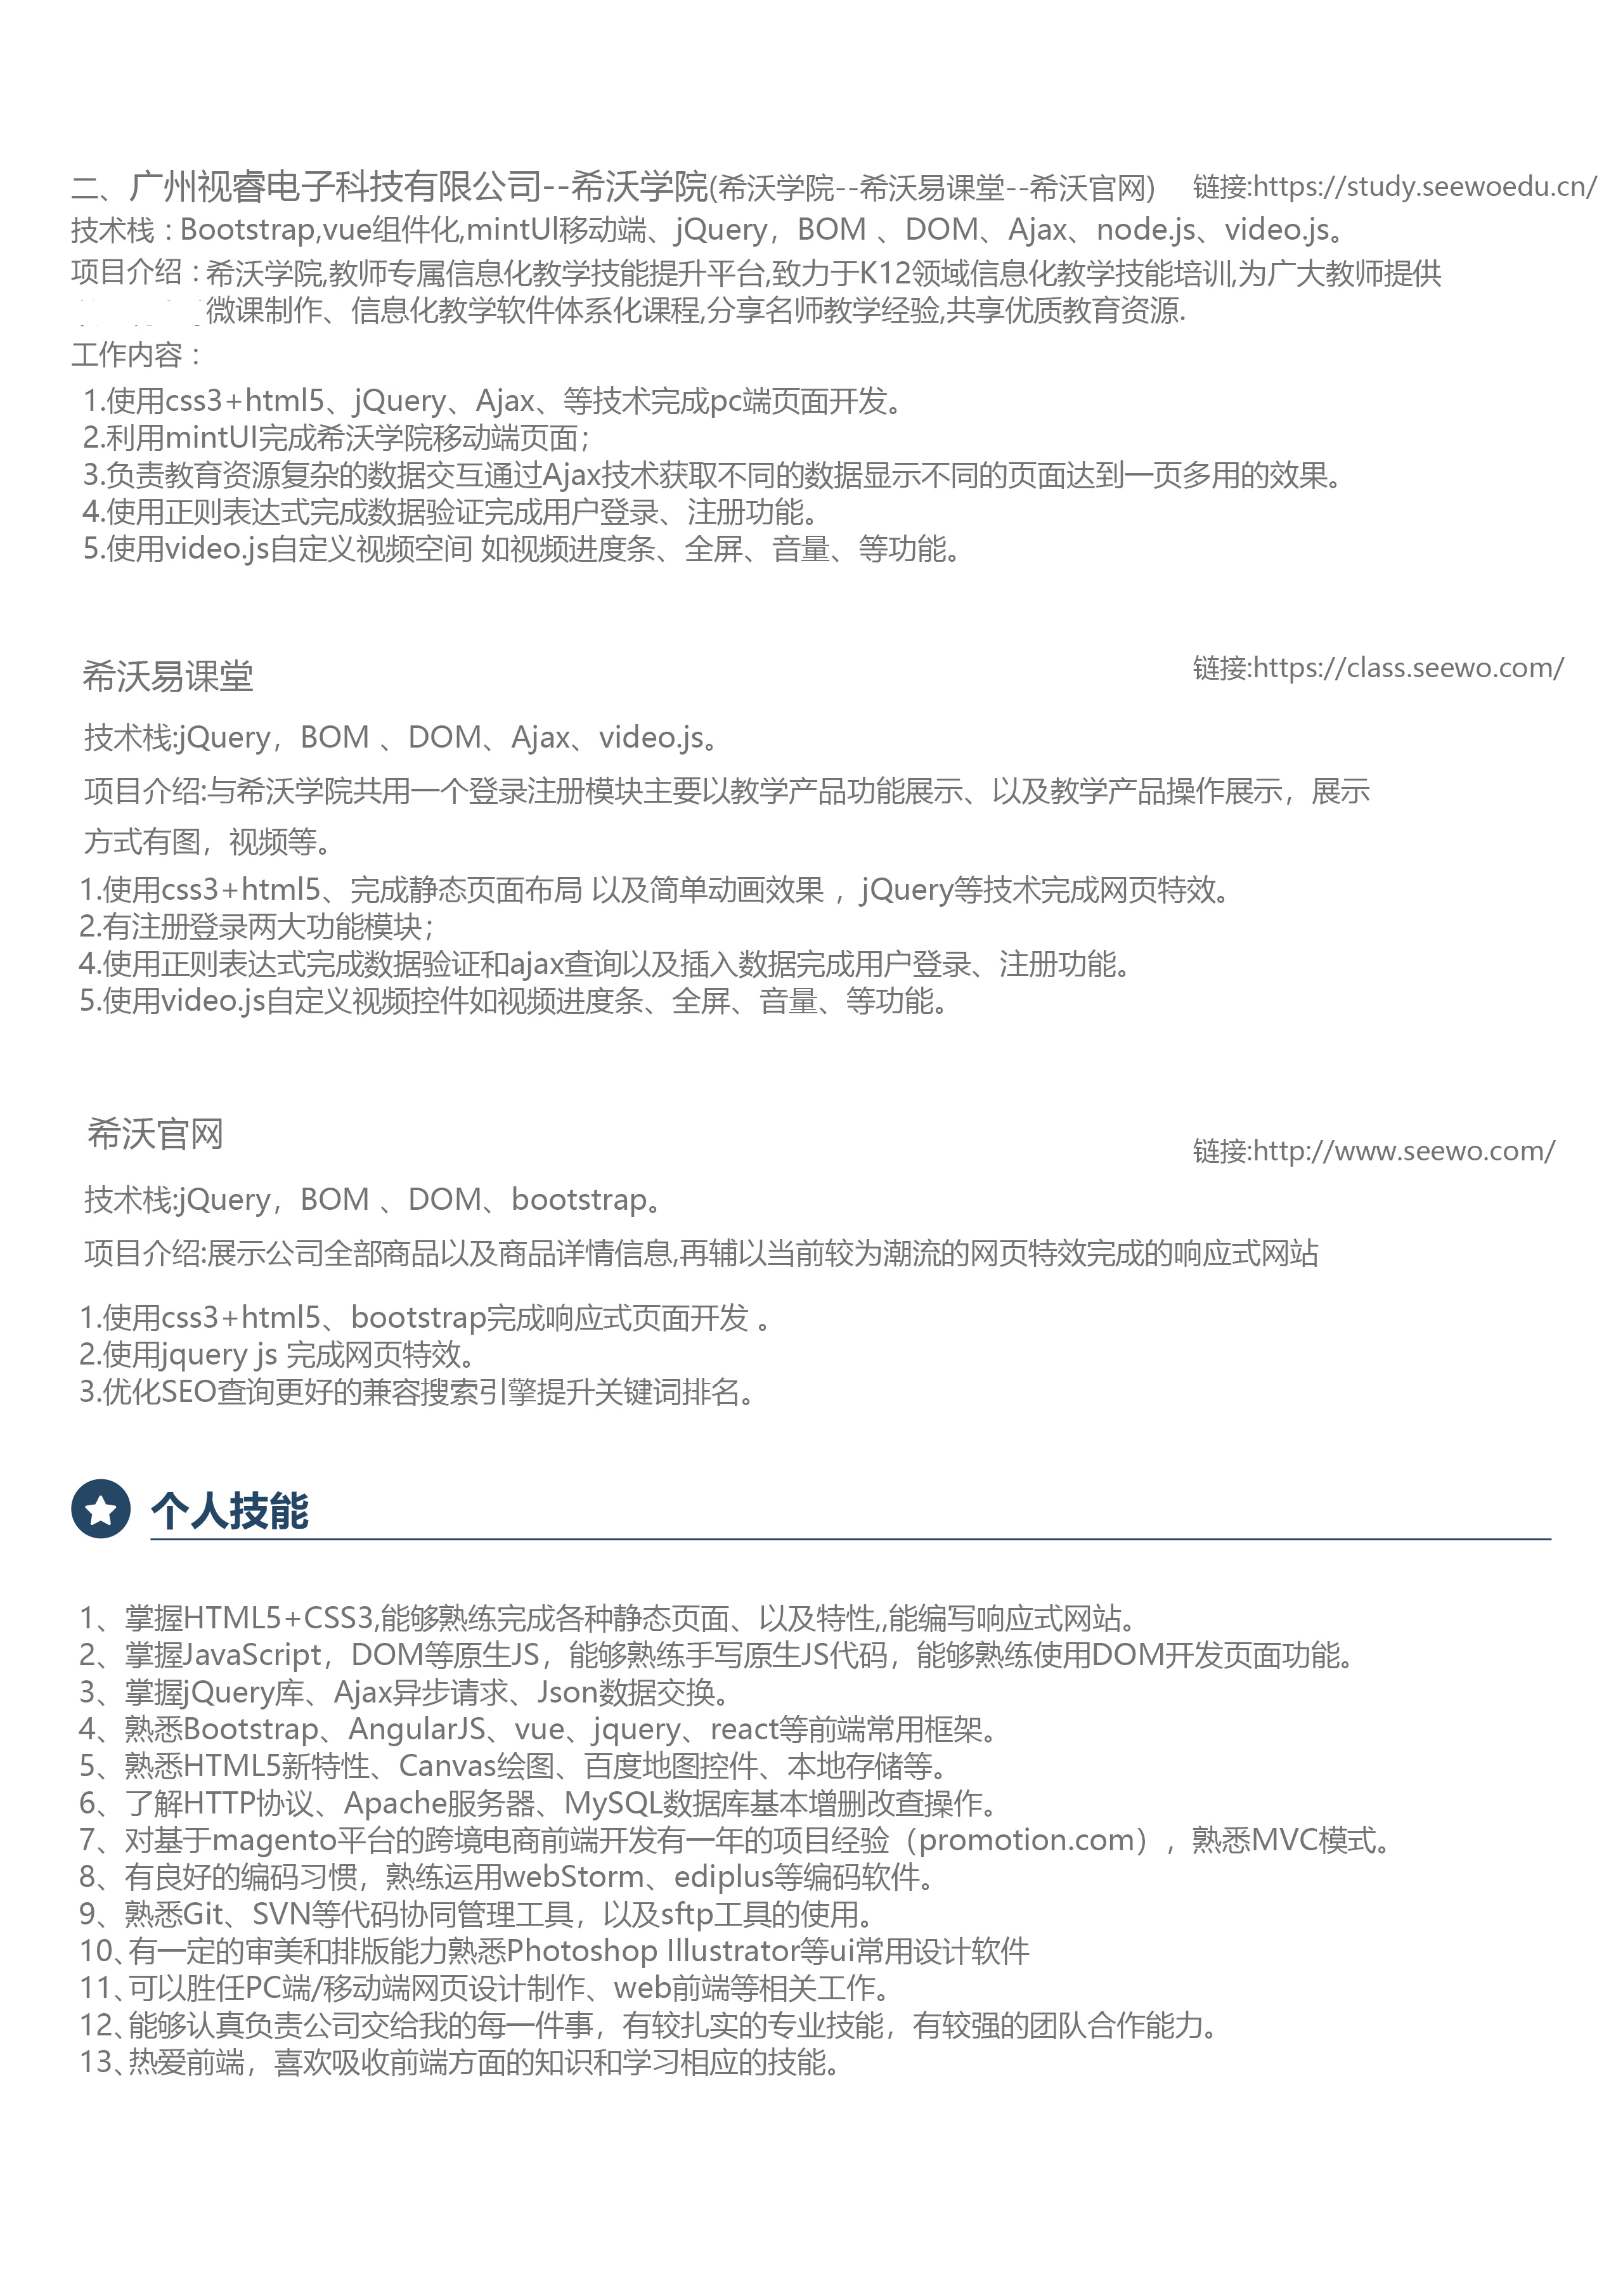 二、广州视睿电子科技有限公司--希沃学院(希沃学院--希沃易课堂--希沃官网) 链接:https://study.seewoedu.cn/
技术栈：Bootstrap,vue组件化,mintUl移动端、jQuery，BOM 、DOM、Ajax、node.js、video.js。
项目介绍：希沃学院,教师专属信息化教学技能提升平台,致力于K12领域信息化教学技能培训,为广大教师提供
微课制作、信息化教学软件体系化课程,分享名师教学经验,共享优质教育资源.
工作内容：
1.使用css3+html5、jQuery、Ajax、等技术完成pc端页面开发。
2.利用mintUI完成希沃学院移动端页面；
3.负责教育资源复杂的数据交互通过Ajax技术获取不同的数据显示不同的页面达到一页多用的效果。
4.使用正则表达式完成数据验证完成用户登录、注册功能。
5.使用video.js自定义视频空间 如视频进度条、全屏、音量、等功能。
希沃易课堂 链接:https://class.seewo.com/
技术栈:jQuery，BOM 、DOM、Ajax、video.js。
项目介绍:与希沃学院共用一个登录注册模块主要以教学产品功能展示、以及教学产品操作展示，展示
方式有图，视频等。
1.使用css3+html5、完成静态页面布局 以及简单动画效果 ，jQuery等技术完成网页特效。
2.有注册登录两大功能模块；
4.使用正则表达式完成数据验证和ajax查询以及插入数据完成用户登录、注册功能。
5.使用video.js自定义视频控件如视频进度条、全屏、音量、等功能。
希沃官网 链接:http://www.seewo.com/
技术栈:jQuery，BOM 、DOM、bootstrap。
项目介绍:展示公司全部商品以及商品详情信息,再辅以当前较为潮流的网页特效完成的响应式网站
1.使用css3+html5、bootstrap完成响应式页面开发 。
2.使用jquery js 完成网页特效。
3.优化SEO查询更好的兼容搜索引擎提升关键词排名。
个人技能
1、掌握HTML5+CSS3,能够熟练完成各种静态页面、以及特性,,能编写响应式网站。
2、掌握JavaScript，DOM等原生JS，能够熟练手写原生JS代码，能够熟练使用DOM开发页面功能。
3、掌握jQuery库、Ajax异步请求、Json数据交换。
4、熟悉Bootstrap、AngularJS、vue、jquery、react等前端常用框架。
5、熟悉HTML5新特性、Canvas绘图、百度地图控件、本地存储等。
6、了解HTTP协议、Apache服务器、MySQL数据库基本增删改查操作。
7、对基于magento平台的跨境电商前端开发有一年的项目经验（promotion.com），熟悉MVC模式。
8、有良好的编码习惯，熟练运用webStorm、ediplus等编码软件。
9、熟悉Git、SVN等代码协同管理工具，以及sftp工具的使用。
10、有一定的审美和排版能力熟悉Photoshop Illustrator等ui常用设计软件
11、可以胜任PC端/移动端网页设计制作、web前端等相关工作。
12、能够认真负责公司交给我的每一件事，有较扎实的专业技能，有较强的团队合作能力。
13、热爱前端，喜欢吸收前端方面的知识和学习相应的技能。